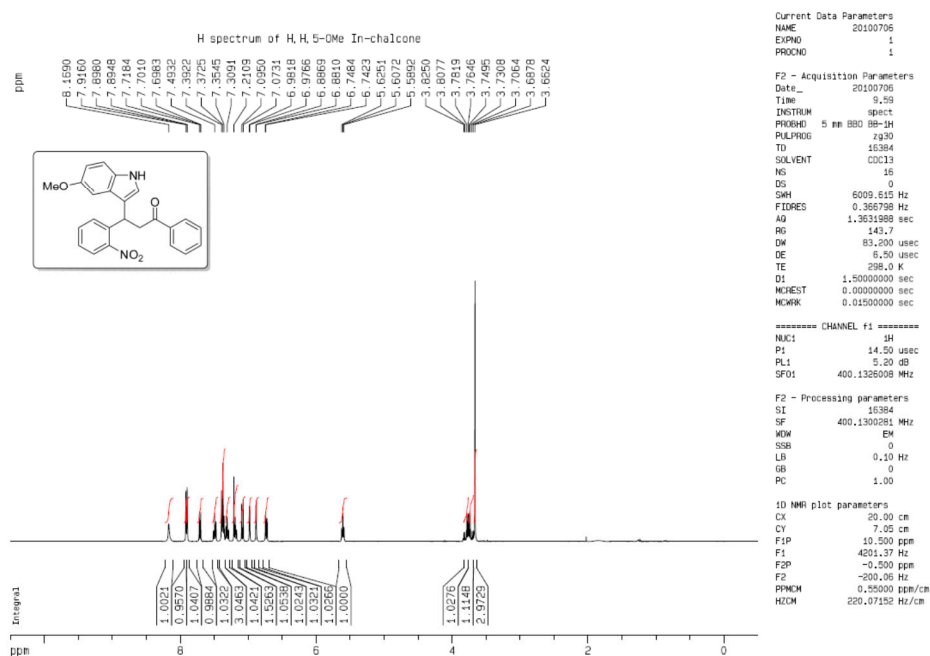 H spectrum of H,H,5-OMe In-chalcone
ppm
8.1690
7.9160
7.8980
7.8948
7.7184
7.7010
7.6983
7.4932
7.3922
7.3725
7.3545
7.3091
7.2109
7.0950
7.0731
6.9818
6.9766
6.8869
6.8810
6.7484
6.7423
5.6251
5.6072
5.5892
3.8250
3.8077
3.7819
3.7646
3.7495
3.7308
3.7064
3.6878
3.6624
MeO
NH
O
NO2
Integral
1.0021
0.9570
1.0407
0.9884
1.0322
3.0463
1.0421
1.5263
1.0538
1.0243
1.0321
1.0266
1.0000
1.0276
1.1148
2.9729
ppm 8 6 4 2 0
Current Data Parameters
NAME 20100706
EXPNO 1
PROCNO 1
F2 - Acquisition Parameters
Date_ 20100706
Time 9.59
INSTRUM spect
PROBHD 5 mm BBO BB-1H
PULPROG zg30
TD 16384
SOLVENT CDCl3
NS 16
DS 0
SWH 6009.615 Hz
FIDRES 0.366798 Hz
AQ 1.3631988 sec
RG 143.7
DW 83.200 usec
DE 6.50 usec
TE 298.0 K
D1 1.50000000 sec
MCREST 0.00000000 sec
MCWRK 0.01500000 sec
======== CHANNEL f1 ========
NUC1 1H
P1 14.50 usec
PL1 5.20 dB
SFO1 400.1326008 MHz
F2 - Processing parameters
SI 16384
SF 400.1300281 MHz
WDW EM
SSB 0
LB 0.10 Hz
GB 0
PC 1.00
1D NMR plot parameters
CX 20.00 cm
CY 7.05 cm
F1P 10.500 ppm
F1 4201.37 Hz
F2P -0.500 ppm
F2 -200.06 Hz
PPMCM 0.55000 ppm/cm
HZCM 220.07152 Hz/cm